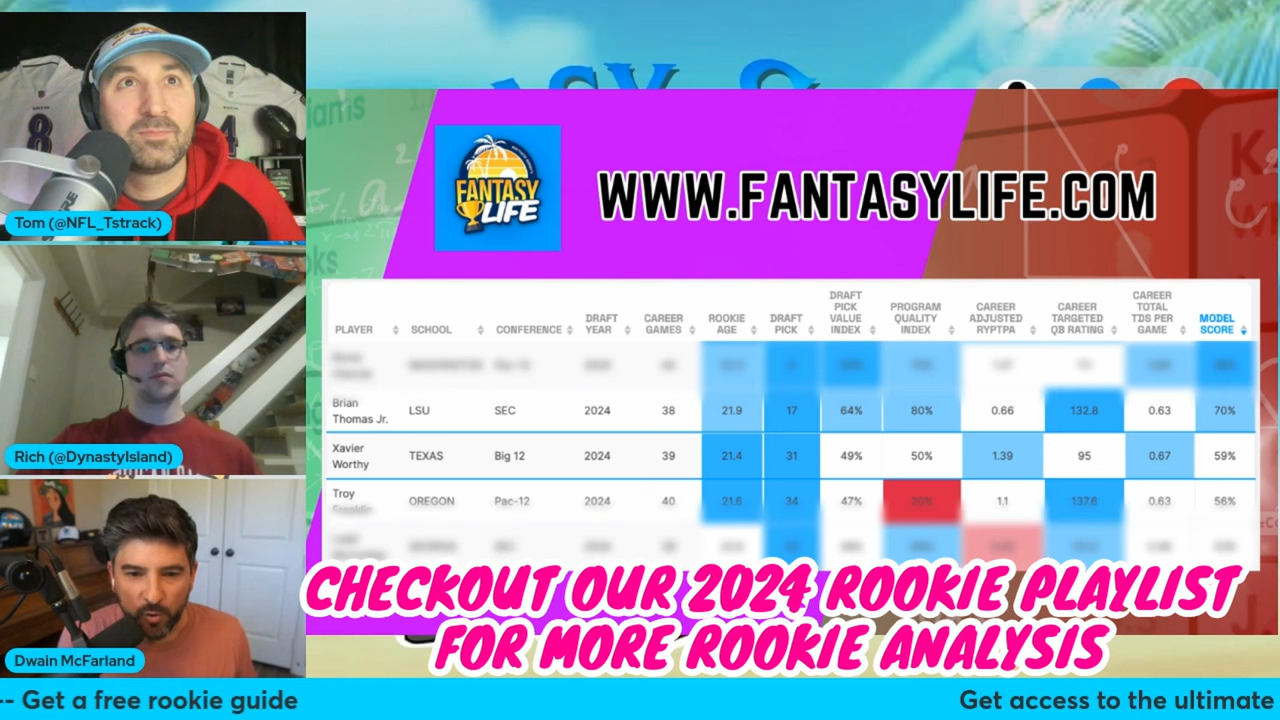 8
4
Tom (@NFL_Tstrack)
Rich (@DynastyIsland)
Dwain McFarland
FANTASY
LIFE
WWW.FANTASYLIFE.COM
PLAYER SCHOOL CONFERENCE DRAFT YEAR CAREER GAMES ROOKIE AGE DRAFT PICK DRAFT PICK VALUE INDEX PROGRAM QUALITY INDEX CAREER ADJUSTED RYPTPA CAREER TARGETED QB RATING CAREER TOTAL TDS PER GAME MODEL SCORE
Brian Thomas Jr. LSU SEC 2024 38 21.9 17 64% 80% 0.66 132.8 0.63 70%
Xavier Worthy TEXAS Big 12 2024 39 21.4 31 49% 50% 1.39 95 0.67 59%
Troy Franklin OREGON Pac-12 2024 40 21.6 34 47% 1.1 137.6 0.63 56%
CHECKOUT OUR 2024 ROOKIE PLAYLIST
FOR MORE ROOKIE ANALYSIS
-- Get a free rookie guide
Get access to the ultimate